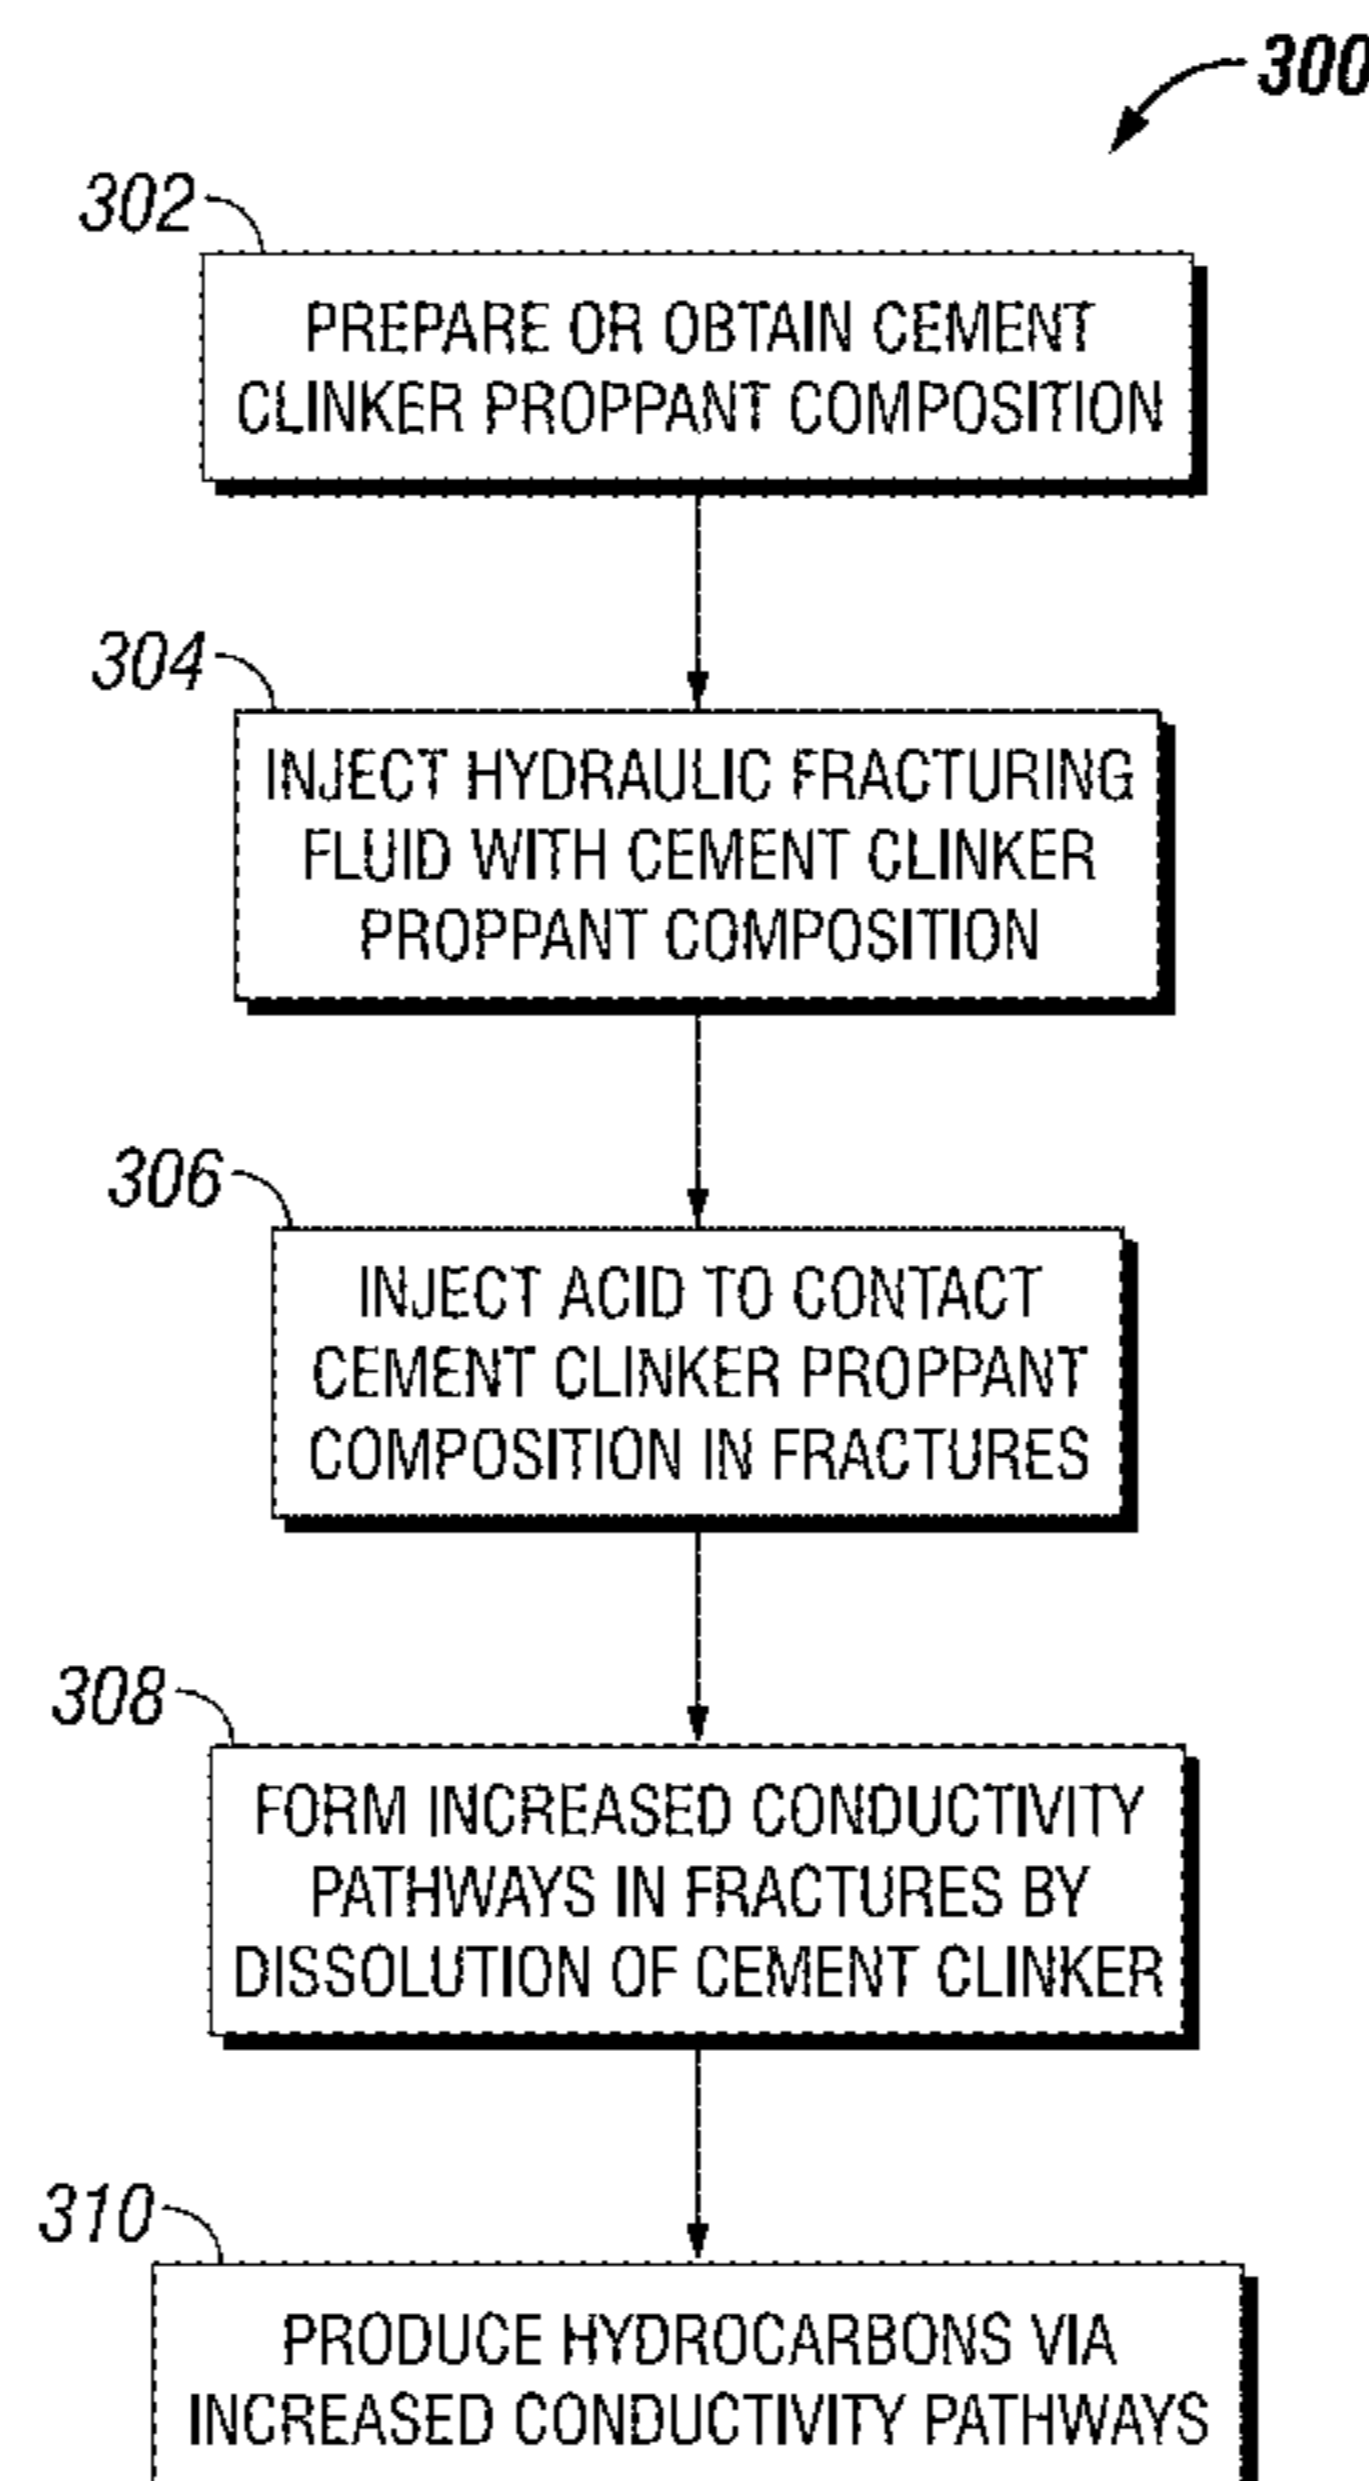 300
302
PREPARE OR OBTAIN CEMENT
CLINKER PROPPANT COMPOSITION
304
INJECT HYDRAULIC FRACTURING
FLUID WITH CEMENT CLINKER
PROPPANT COMPOSITION
306
INJECT ACID TO CONTACT
CEMENT CLINKER PROPPANT
COMPOSITION IN FRACTURES
308
FORM INCREASED CONDUCTIVITY
PATHWAYS IN FRACTURES BY
DISSOLUTION OF CEMENT CLINKER
310
PRODUCE HYDROCARBONS VIA
INCREASED CONDUCTIVITY PATHWAYS